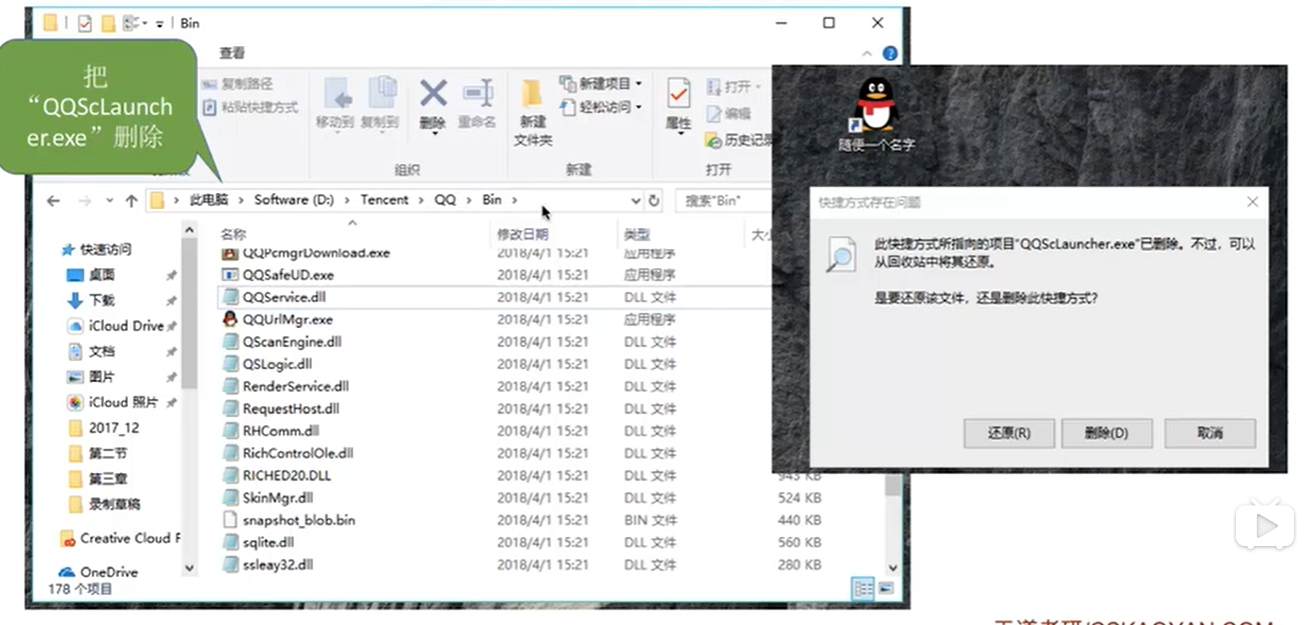 Bin
查看
把
“QQScLaunch
er.exe”删除
复制路径
粘贴快捷方式
移动到
复制到
删除
重命名
新建
文件夹
新建项目
轻松访问
属性
打开
编辑
历史记录
组织
新建
打开
此电脑 > Software (D:) > Tencent > QQ > Bin >
搜索"Bin"
名称 修改日期 类型
快速访问
桌面
下载
iCloud Drive
文档
图片
iCloud 照片
2017_12
第二节
第三章
录制草稿
Creative Cloud F
OneDrive
QQPcmgrDownload.exe 2018/4/1 15:21 应用程序
QQSafeUD.exe 2018/4/1 15:21 应用程序
QQService.dll 2018/4/1 15:21 DLL 文件
QQUrlMgr.exe 2018/4/1 15:21 应用程序
QScanEngine.dll 2018/4/1 15:21 DLL 文件
QSLogic.dll 2018/4/1 15:21 DLL 文件
RenderService.dll 2018/4/1 15:21 DLL 文件
RequestHost.dll 2018/4/1 15:21 DLL 文件
RHComm.dll 2018/4/1 15:21 DLL 文件
RichControlOle.dll 2018/4/1 15:21 DLL 文件
RICHED20.DLL 2018/4/1 15:21 DLL 文件 943 KB
SkinMgr.dll 2018/4/1 15:21 DLL 文件 524 KB
snapshot_blob.bin 2018/4/1 15:21 BIN 文件 440 KB
sqlite.dll 2018/4/1 15:21 DLL 文件 560 KB
ssleay32.dll 2018/4/1 15:21 DLL 文件 280 KB
178 个项目
随便一个名字
快捷方式存在问题
此快捷方式所指向的项目"QQScLauncher.exe"已删除。不过，可以
从回收站中将其还原。
是要还原该文件，还是删除此快捷方式?
还原(R)
删除(D)
取消